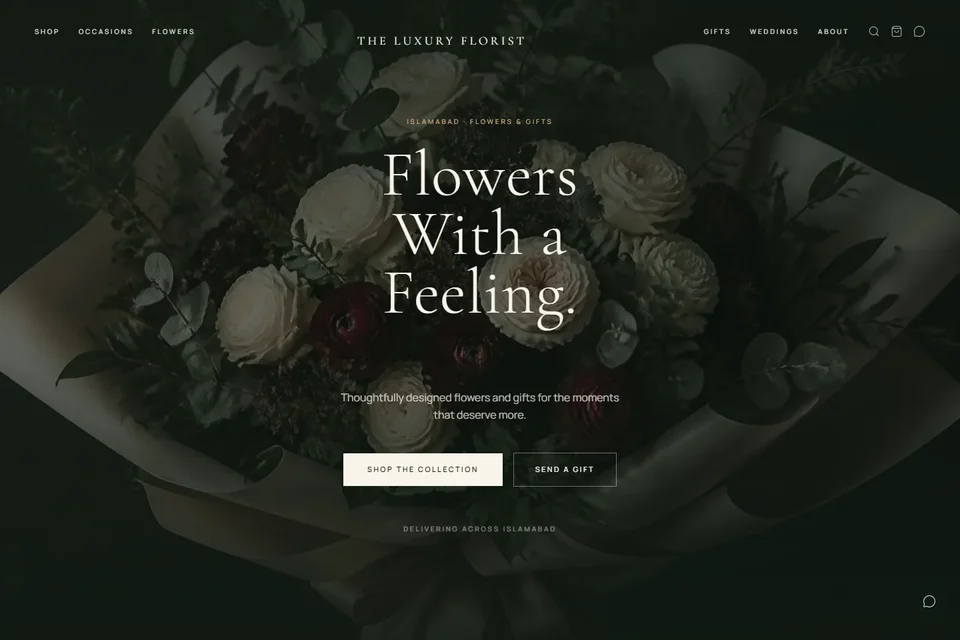 SHOP OCCASIONS FLOWERS
THE LUXURY FLORIST
GIFTS WEDDINGS ABOUT
ISLAMABAD · FLOWERS & GIFTS
Flowers
With a
Feeling.
Thoughtfully designed flowers and gifts for the moments
that deserve more.
SHOP THE COLLECTION
SEND A GIFT
DELIVERING ACROSS ISLAMABAD